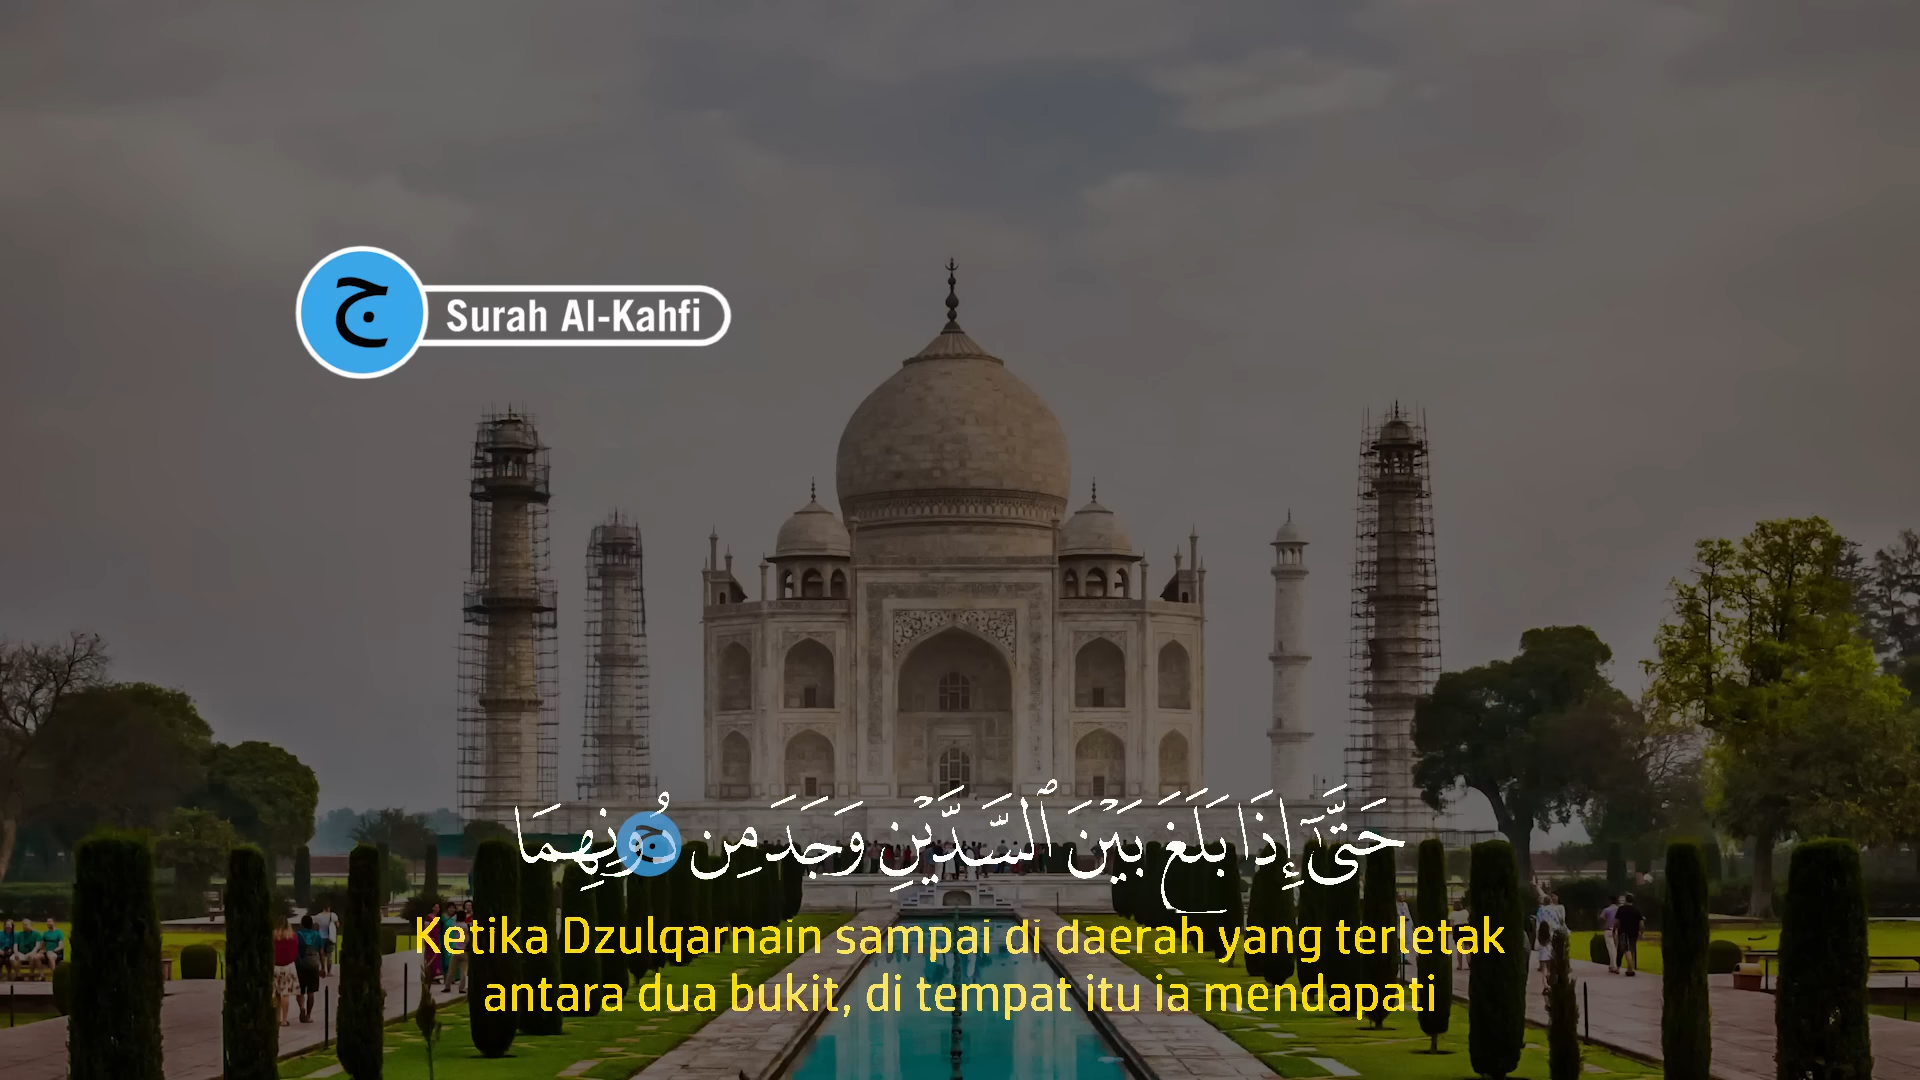 ج
Surah Al-Kahfi
حَتَّىٰٓ إِذَا بَلَغَ بَيْنَ ٱلسَّدَّيْنِ وَجَدَ مِن دُونِهِمَا
ج
Ketika Dzulqarnain sampai di daerah yang terletak
antara dua bukit, di tempat itu ia mendapati